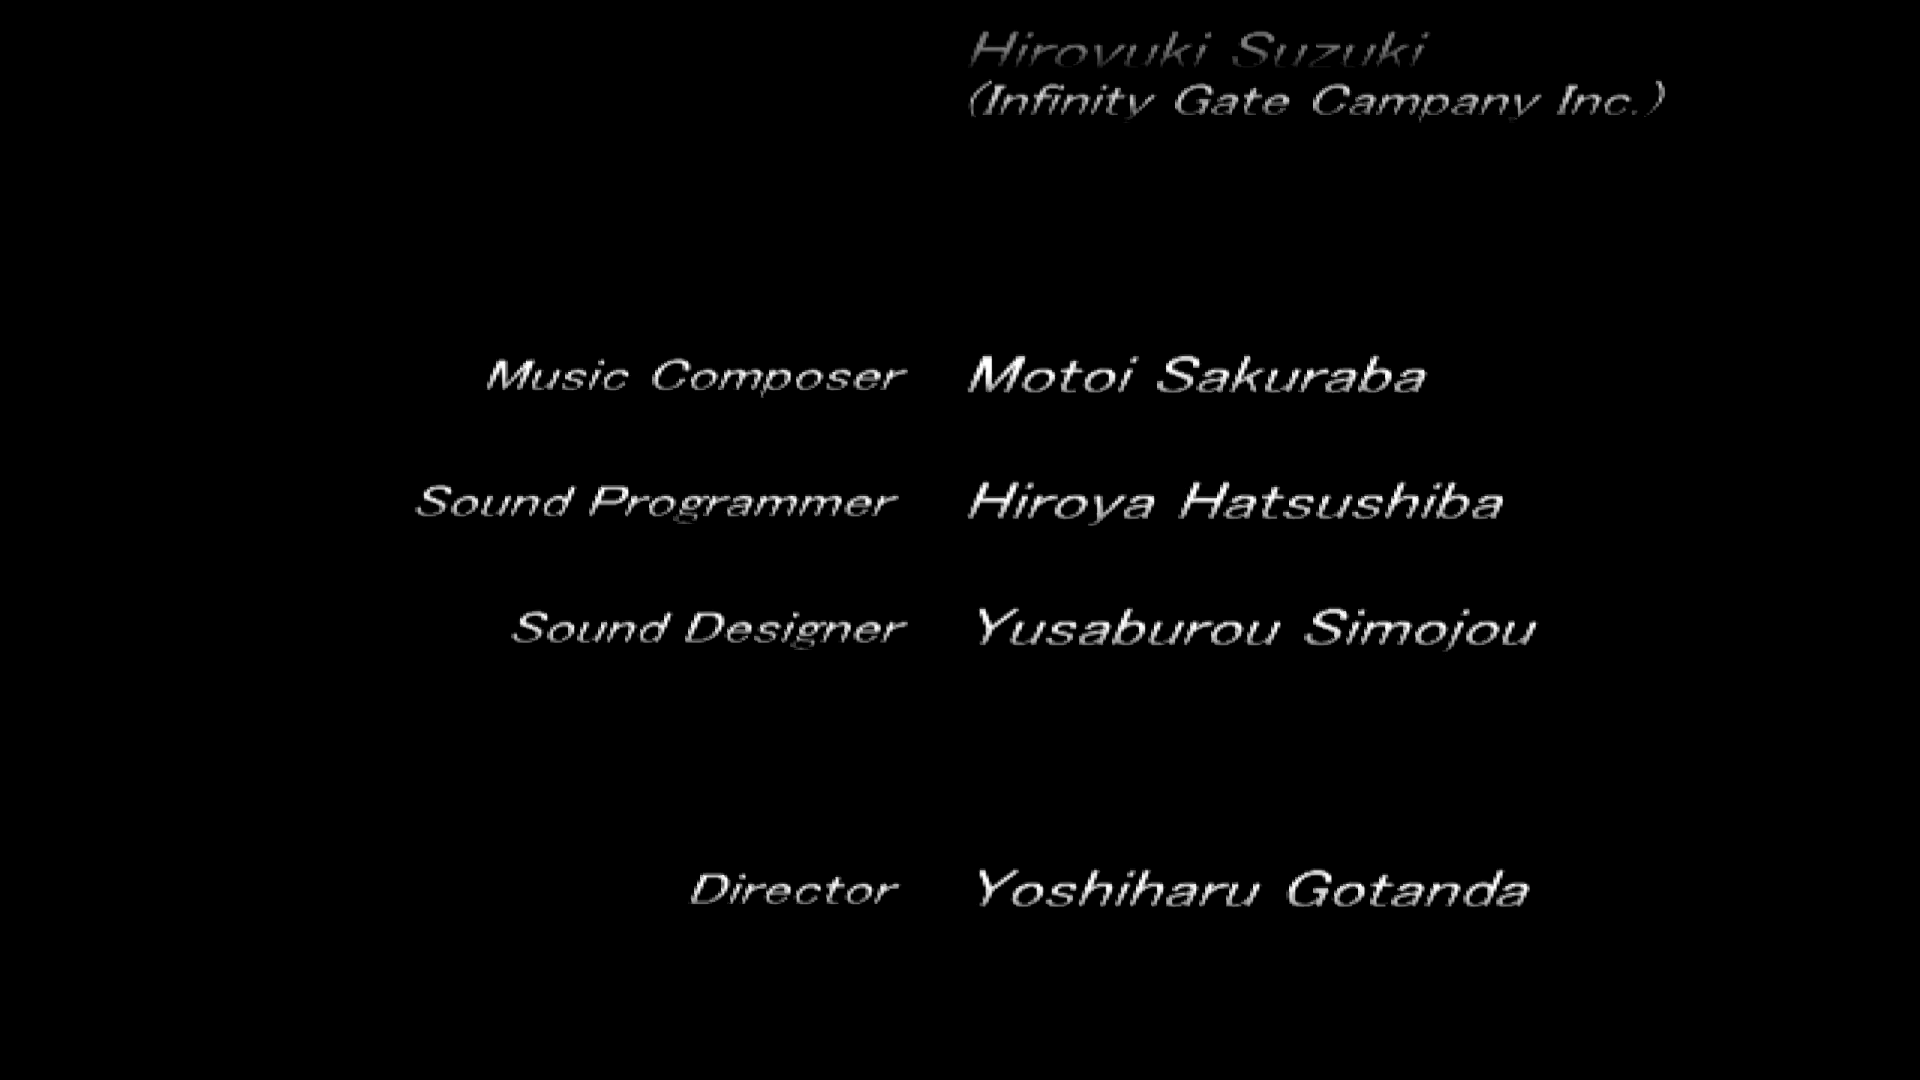 Hiroyuki Suzuki
(Infinity Gate Campany Inc.)
Music Composer Motoi Sakuraba
Sound Programmer Hiroya Hatsushiba
Sound Designer Yusaburou Simojou
Director Yoshiharu Gotanda